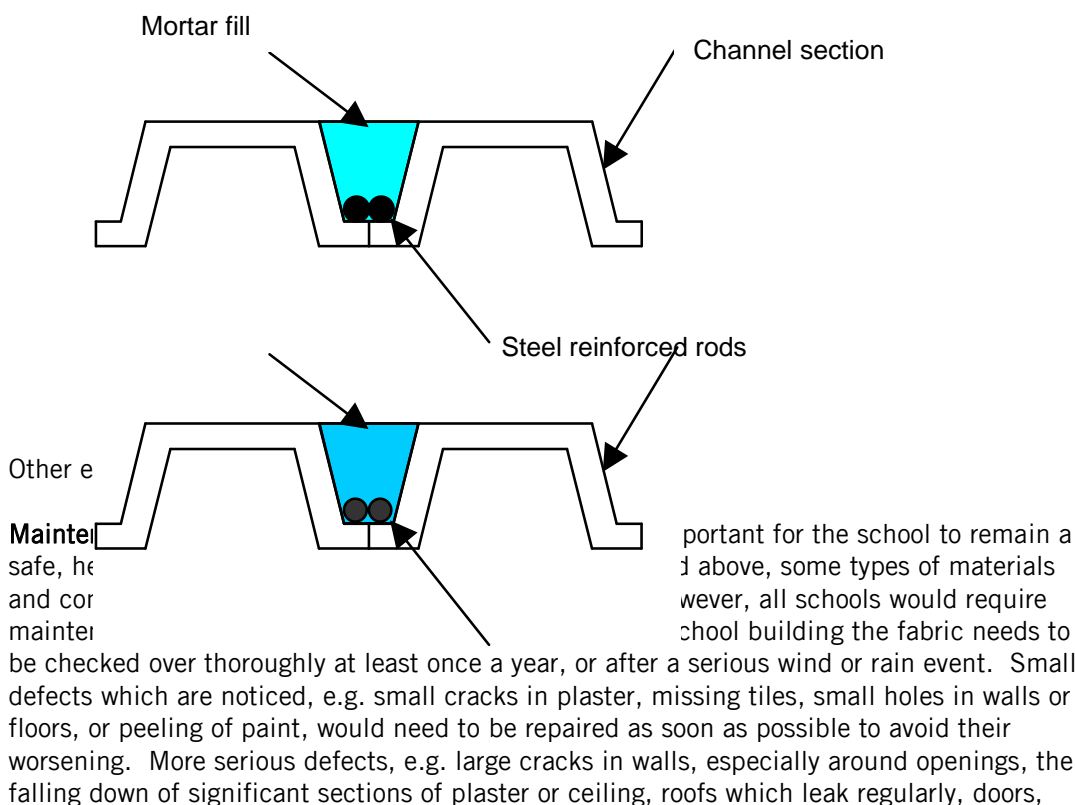 Mortar fill
Channel section
Steel reinforced rods
Other e
Mainte portant for the school to remain a
safe, he d above, some types of materials
and con wever, all schools would require
mainten chool building the fabric needs to
be checked over thoroughly at least once a year, or after a serious wind or rain event. Small
defects which are noticed, e.g. small cracks in plaster, missing tiles, small holes in walls or
floors, or peeling of paint, would need to be repaired as soon as possible to avoid their
worsening. More serious defects, e.g. large cracks in walls, especially around openings, the
falling down of significant sections of plaster or ceiling, roofs which leak regularly, doors,